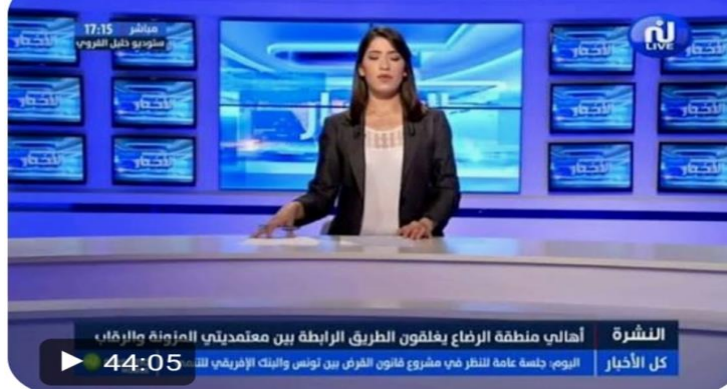 مباشر 17:15
ستوديو خليل القروي
LIVE
الأخبار
النشرة
أهالي منطقة الرضاع يغلقون الطريق الرابطة بين معتمديتي المزونة والرقاب
كل الأخبار
اليوم: جلسة عامة للنظر في مشروع قانون القرض بين تونس والبنك الإفريقي
44:05